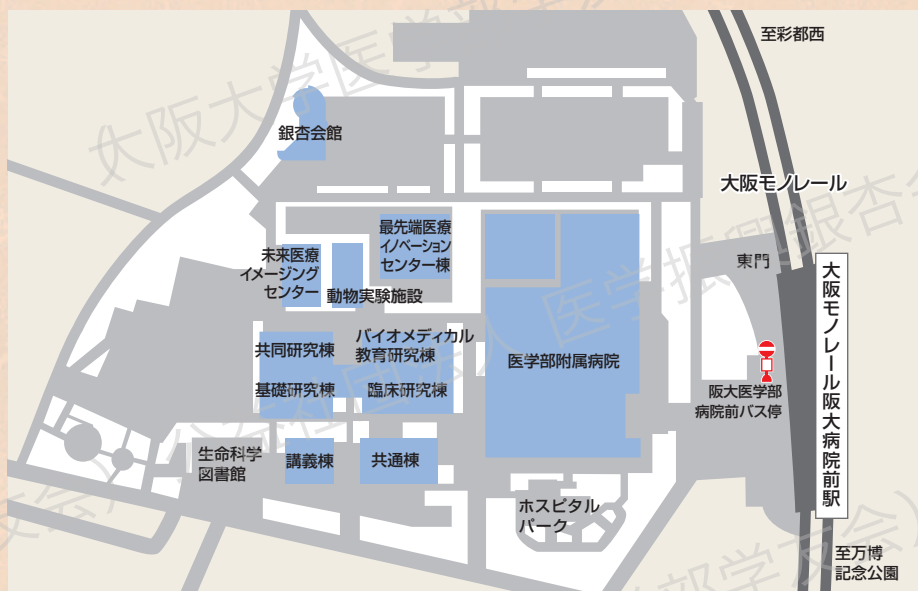 至彩都西
銀杏会館
大阪モノレール
最先端医療
イノベーション
センター棟
未来医療
イメージング
センター
動物実験施設
東門
大阪モノレール阪大病院前駅
バイオメディカル
教育研究棟
共同研究棟
医学部附属病院
基礎研究棟
臨床研究棟
阪大医学部
病院前バス停
生命科学
図書館
講義棟
共通棟
ホスピタル
パーク
至万博
記念公園